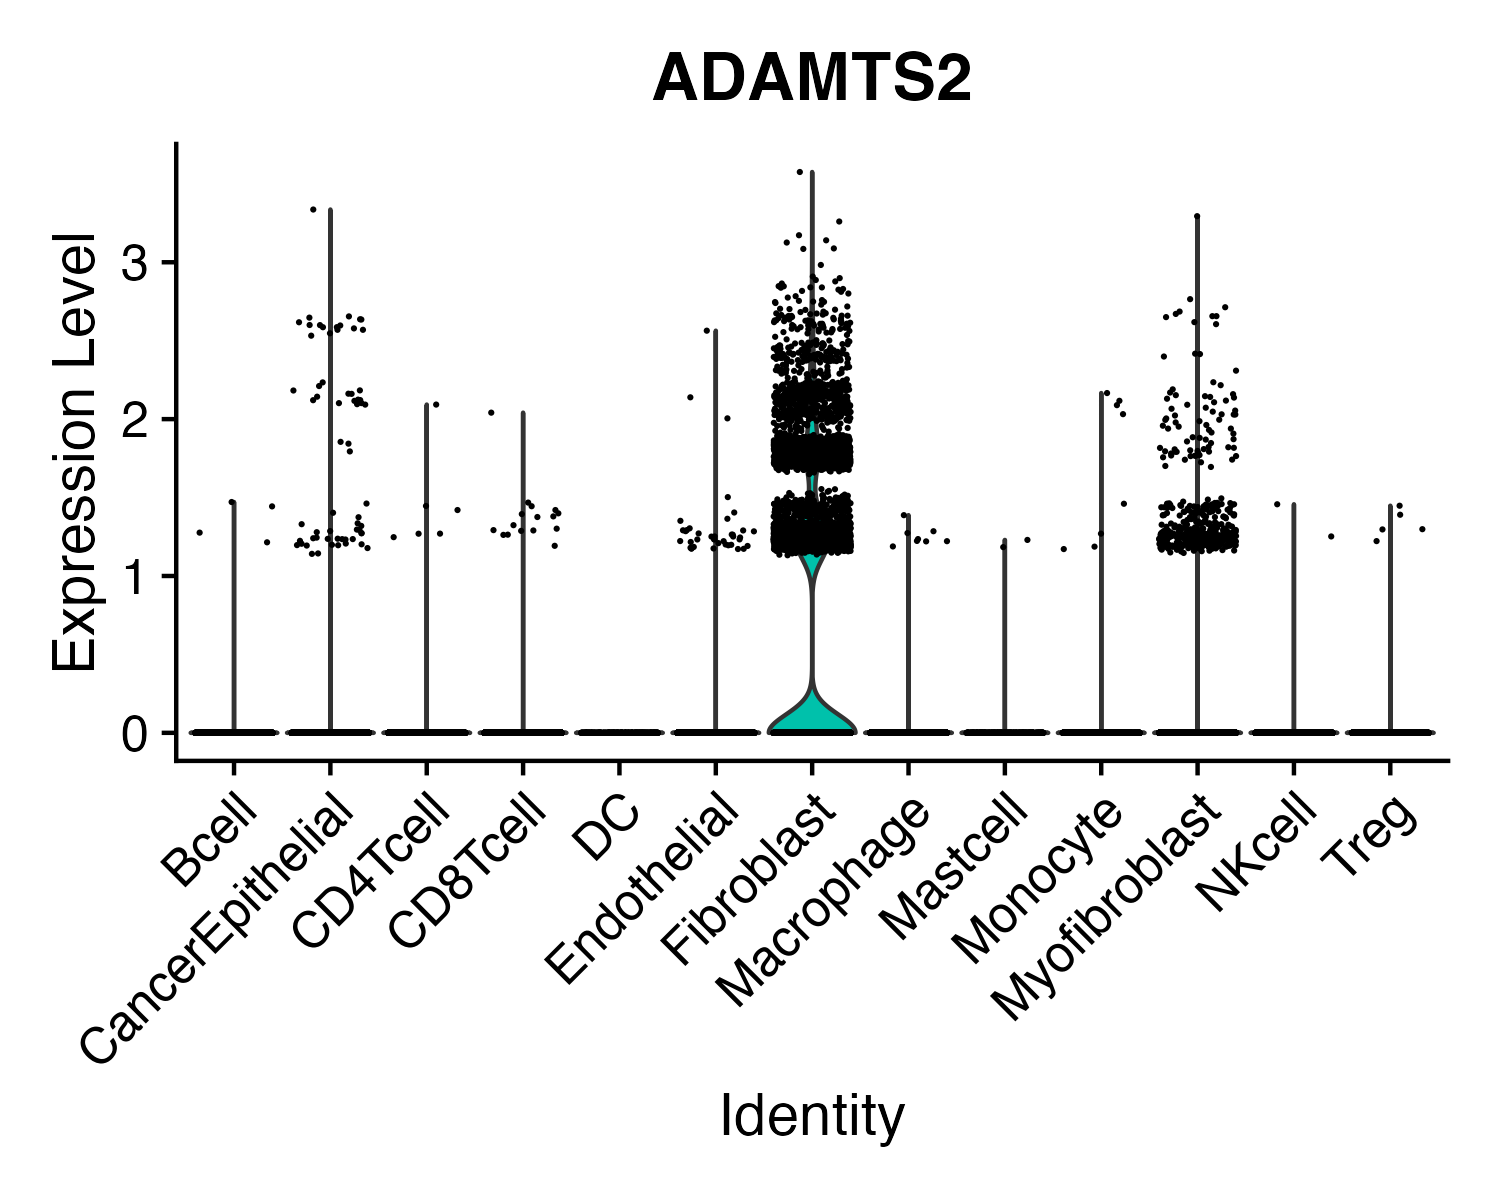 ADAMTS2
Expression Level
3
2
1
0
Bcell
CancerEpithelial
CD4Tcell
CD8Tcell
DC
Endothelial
Fibroblast
Macrophage
Mastcell
Monocyte
Myofibroblast
NKcell
Treg
Identity